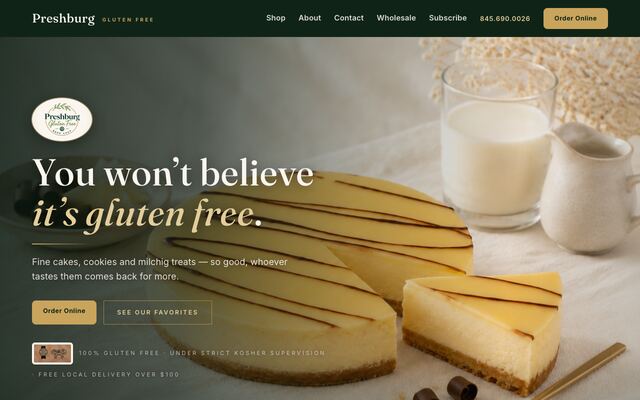 Preshburg GLUTEN FREE Shop About Contact Wholesale Subscribe 845.690.0026 Order Online
Preshburg
Gluten Free
You won't believe
it's gluten free.
Fine cakes, cookies and milchig treats — so good, whoever
tastes them comes back for more.
Order Online SEE OUR FAVORITES
100% GLUTEN FREE · UNDER STRICT KOSHER SUPERVISION
· FREE LOCAL DELIVERY OVER $100